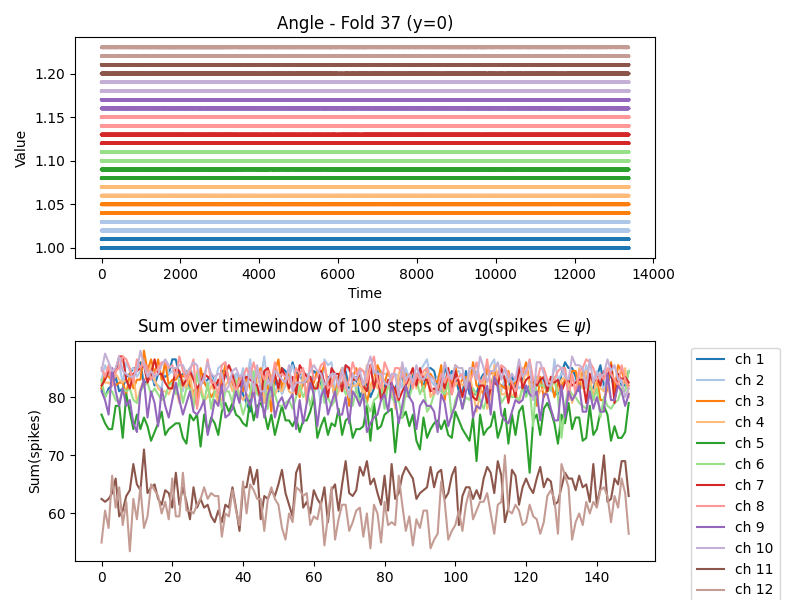 Angle - Fold 37 (y=0)
Value
1.20
1.15
1.10
1.05
1.00
0 2000 4000 6000 8000 10000 12000 14000
Time
Sum over timewindow of 100 steps of avg(spikes ∈ ψ)
Sum(spikes)
80
70
60
0 20 40 60 80 100 120 140
ch 1
ch 2
ch 3
ch 4
ch 5
ch 6
ch 7
ch 8
ch 9
ch 10
ch 11
ch 12